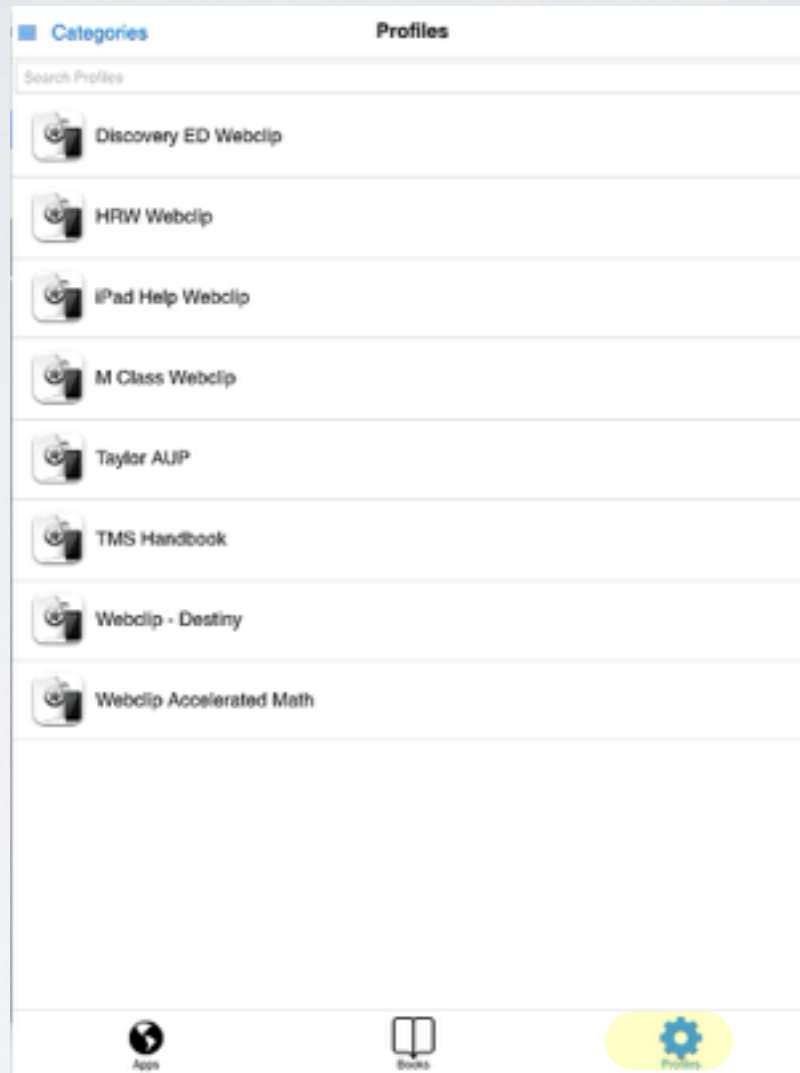 Categories
Profiles
Search Profiles
Discovery ED Webclip
HRW Webclip
iPad Help Webclip
M Class Webclip
Taylor AUP
TMS Handbook
Webclip - Destiny
Webclip Accelerated Math
Apps
Books
Profiles